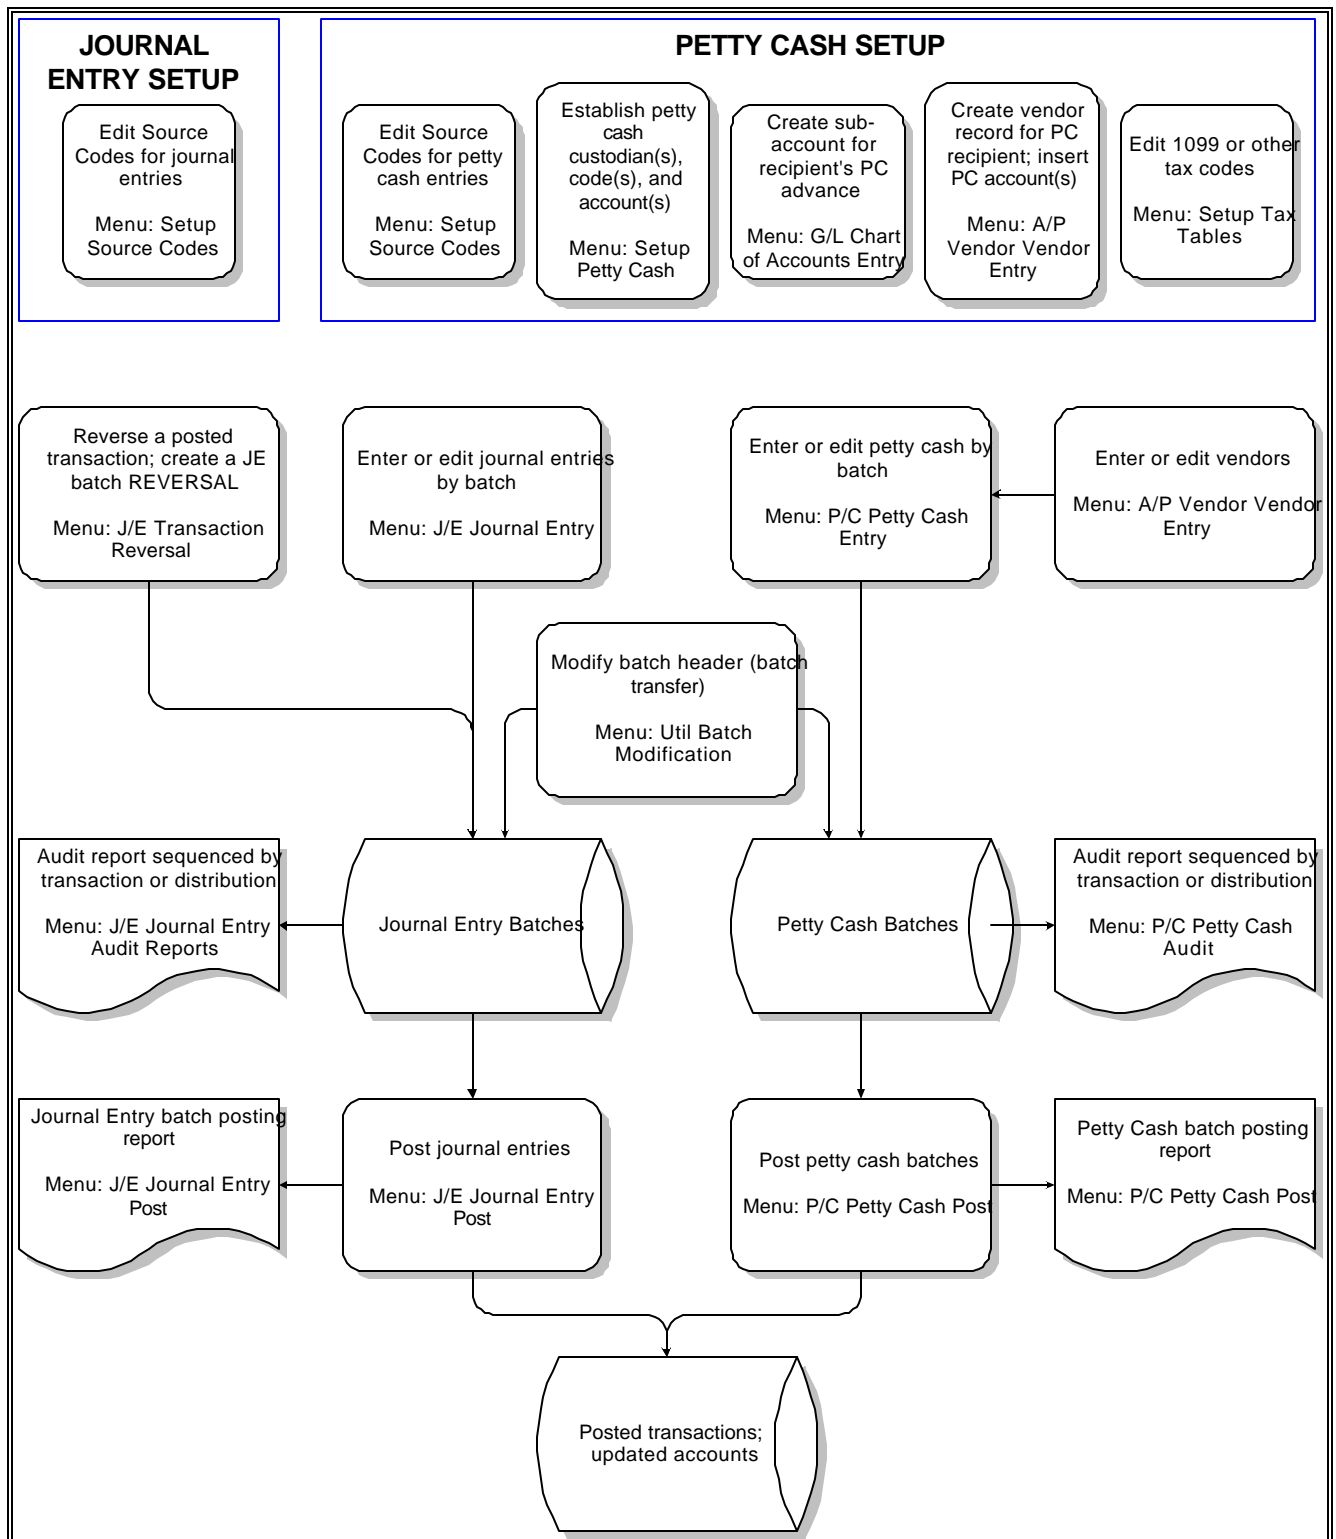 JOURNAL
ENTRY SETUP
Edit Source
Codes for journal
entries
Menu: Setup
Source Codes
PETTY CASH SETUP
Edit Source
Codes for petty
cash entries
Menu: Setup
Source Codes
Establish petty
cash
custodian(s),
code(s), and
account(s)
Menu: Setup
Petty Cash
Create sub-
account for
recipient's PC
advance
Menu: G/L Chart
of Accounts Entry
Create vendor
record for PC
recipient; insert
PC account(s)
Menu: A/P
Vendor Vendor
Entry
Edit 1099 or other
tax codes
Menu: Setup Tax
Tables
Reverse a posted
transaction; create a JE
batch REVERSAL
Menu: J/E Transaction
Reversal
Enter or edit journal entries
by batch
Menu: J/E Journal Entry
Enter or edit petty cash by
batch
Menu: P/C Petty Cash
Entry
Enter or edit vendors
Menu: A/P Vendor Vendor
Entry
Modify batch header (batch
transfer)
Menu: Util Batch
Modification
Audit report sequenced by
transaction or distribution
Menu: J/E Journal Entry
Audit Reports
Journal Entry Batches
Petty Cash Batches
Audit report sequenced by
transaction or distribution
Menu: P/C Petty Cash
Audit
Journal Entry batch posting
report
Menu: J/E Journal Entry
Post
Post journal entries
Menu: J/E Journal Entry
Post
Post petty cash batches
Menu: P/C Petty Cash Post
Petty Cash batch posting
report
Menu: P/C Petty Cash Post
Posted transactions;
updated accounts